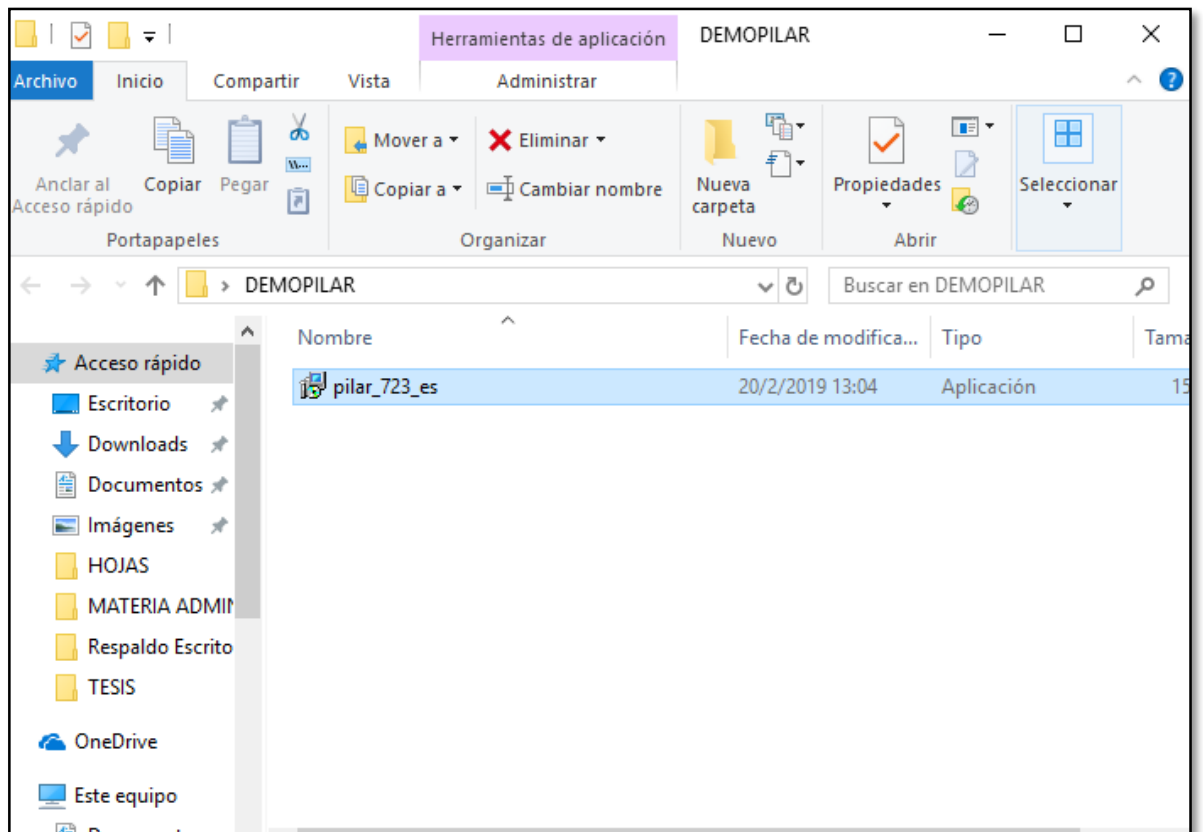 Herramientas de aplicación DEMOPILAR
Archivo Inicio Compartir Vista Administrar
Anclar al Acceso rápido
Copiar
Pegar
Mover a
Copiar a
Eliminar
Cambiar nombre
Nueva carpeta
Propiedades
Seleccionar
Portapapeles Organizar Nuevo Abrir
DEMOPILAR Buscar en DEMOPILAR
Nombre Fecha de modifica... Tipo Tama
pilar_723_es 20/2/2019 13:04 Aplicación 15
Acceso rápido
Escritorio
Downloads
Documentos
Imágenes
HOJAS
MATERIA ADMIN
Respaldo Escrito
TESIS
OneDrive
Este equipo